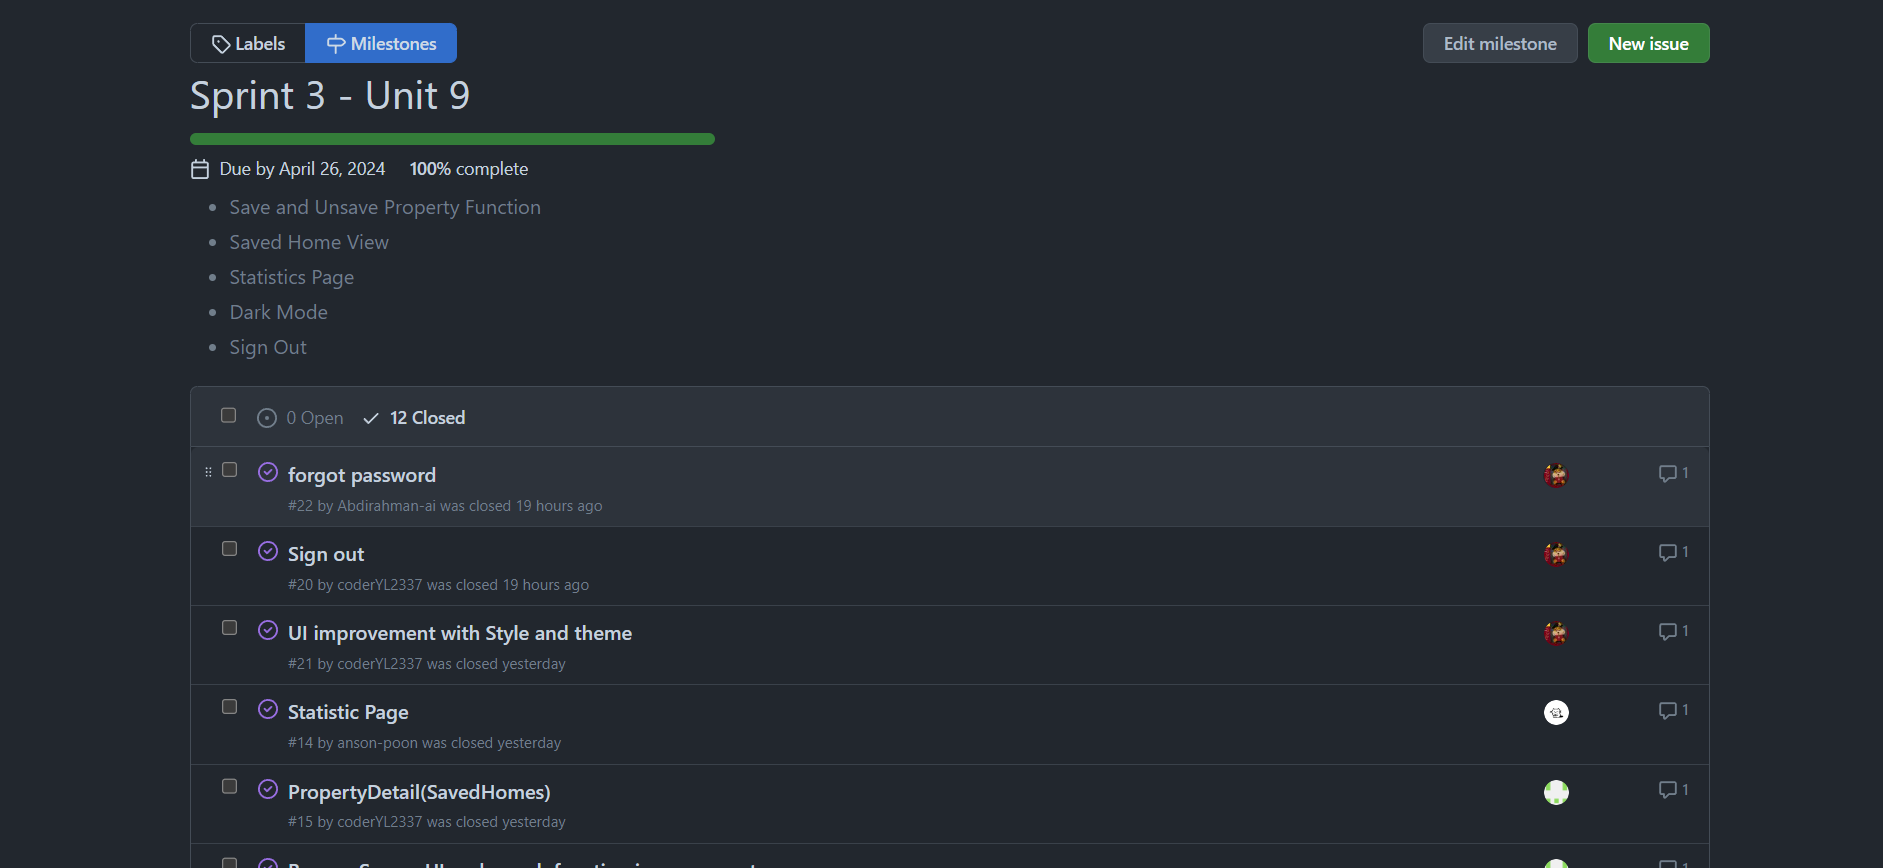 Labels Milestones Edit milestone New issue
Sprint 3 - Unit 9
Due by April 26, 2024 100% complete
Save and Unsave Property Function
Saved Home View
Statistics Page
Dark Mode
Sign Out
0 Open 12 Closed
forgot password 1
#22 by Abdirahman-ai was closed 19 hours ago
Sign out 1
#20 by coderYL2337 was closed 19 hours ago
UI improvement with Style and theme 1
#21 by coderYL2337 was closed yesterday
Statistic Page 1
#14 by anson-poon was closed yesterday
PropertyDetail(SavedHomes) 1
#15 by coderYL2337 was closed yesterday